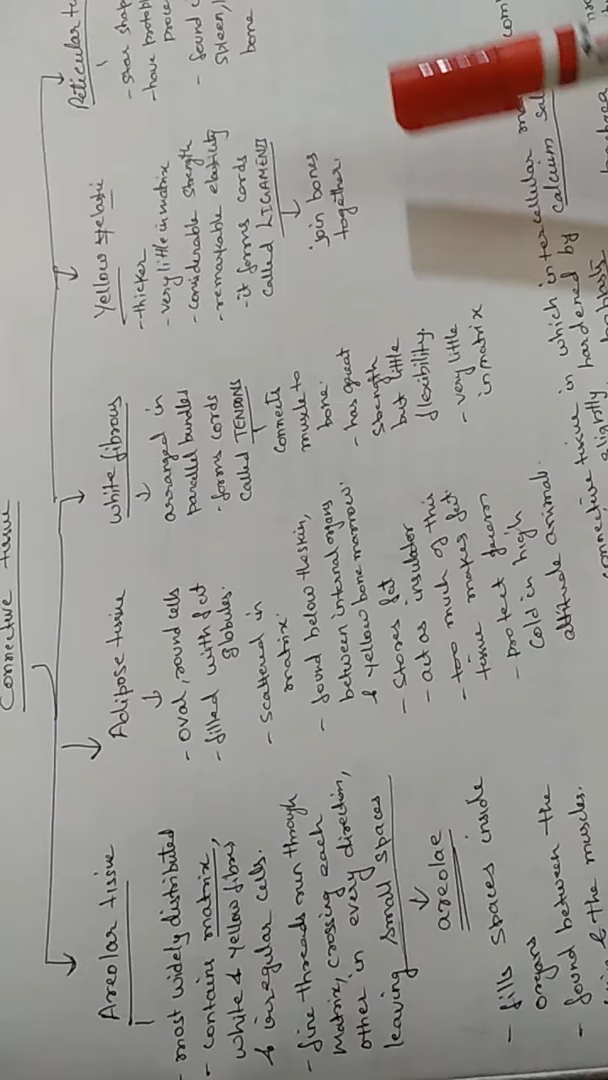 Connective tissue
Areolar tissue
- most widely distributed
- contains matrix,
white & yellow fibres
& irregular cells.
- fine threads run through
matrix, crossing each
other in every direction,
leaving small spaces
areolae
- fills spaces inside
organs
- found between the
& the muscles.
Adipose tissue
- oval, round cells
- filled with fat
globules.
- scattered in
matrix.
- found below the skin,
between internal organs
& yellow bone marrow.
- stores fat
- act as insulator
- too much of this
tissue makes fat
- protect from
cold in high
altitude animal.
White fibrous
arranged in
parallel bundles
- forms cords
called TENDONS
connects
muscle to
bone.
- has great
strength
but little
flexibility.
- very little
in matrix
Yellow
- thicker
- very little in matrix
- considerable strength
- remarkable elasticity
- it forms cords
called LIGAMENT
join bones
together.
Reticular
- star
- have
- found
spleen,
bone
connective tissue in which intercellular
slightly hardened by calcium